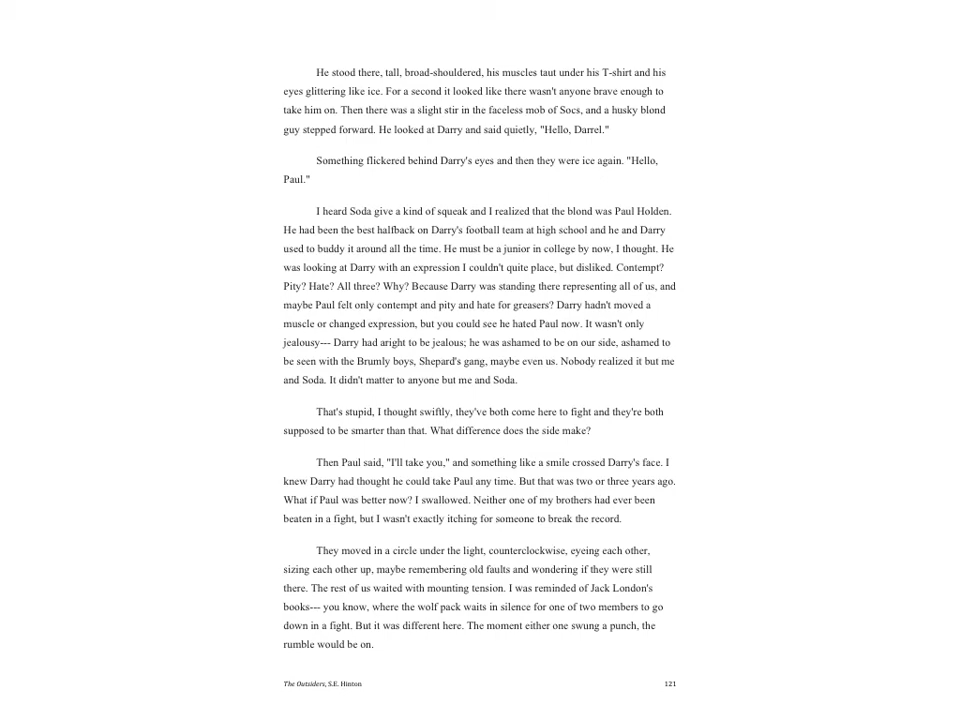 He stood there, tall, broad-shouldered, his muscles taut under his T-shirt and his
eyes glittering like ice. For a second it looked like there wasn't anyone brave enough to
take him on. Then there was a slight stir in the faceless mob of Socs, and a husky blond
guy stepped forward. He looked at Darry and said quietly, "Hello, Darrel."
Something flickered behind Darry's eyes and then they were ice again. "Hello,
Paul."
I heard Soda give a kind of squeak and I realized that the blond was Paul Holden.
He had been the best halfback on Darry's football team at high school and he and Darry
used to buddy it around all the time. He must be a junior in college by now, I thought. He
was looking at Darry with an expression I couldn't quite place, but disliked. Contempt?
Pity? Hate? All three? Why? Because Darry was standing there representing all of us, and
maybe Paul felt only contempt and pity and hate for greasers? Darry hadn't moved a
muscle or changed expression, but you could see he hated Paul now. It wasn't only
jealousy--- Darry had aright to be jealous; he was ashamed to be on our side, ashamed to
be seen with the Brumly boys, Shepard's gang, maybe even us. Nobody realized it but me
and Soda. It didn't matter to anyone but me and Soda.
That's stupid, I thought swiftly, they've both come here to fight and they're both
supposed to be smarter than that. What difference does the side make?
Then Paul said, "I'll take you," and something like a smile crossed Darry's face. I
knew Darry had thought he could take Paul any time. But that was two or three years ago.
What if Paul was better now? I swallowed. Neither one of my brothers had ever been
beaten in a fight, but I wasn't exactly itching for someone to break the record.
They moved in a circle under the light, counterclockwise, eyeing each other,
sizing each other up, maybe remembering old faults and wondering if they were still
there. The rest of us waited with mounting tension. I was reminded of Jack London's
books--- you know, where the wolf pack waits in silence for one of two members to go
down in a fight. But it was different here. The moment either one swung a punch, the
rumble would be on.
The Outsiders, S.E. Hinton 121